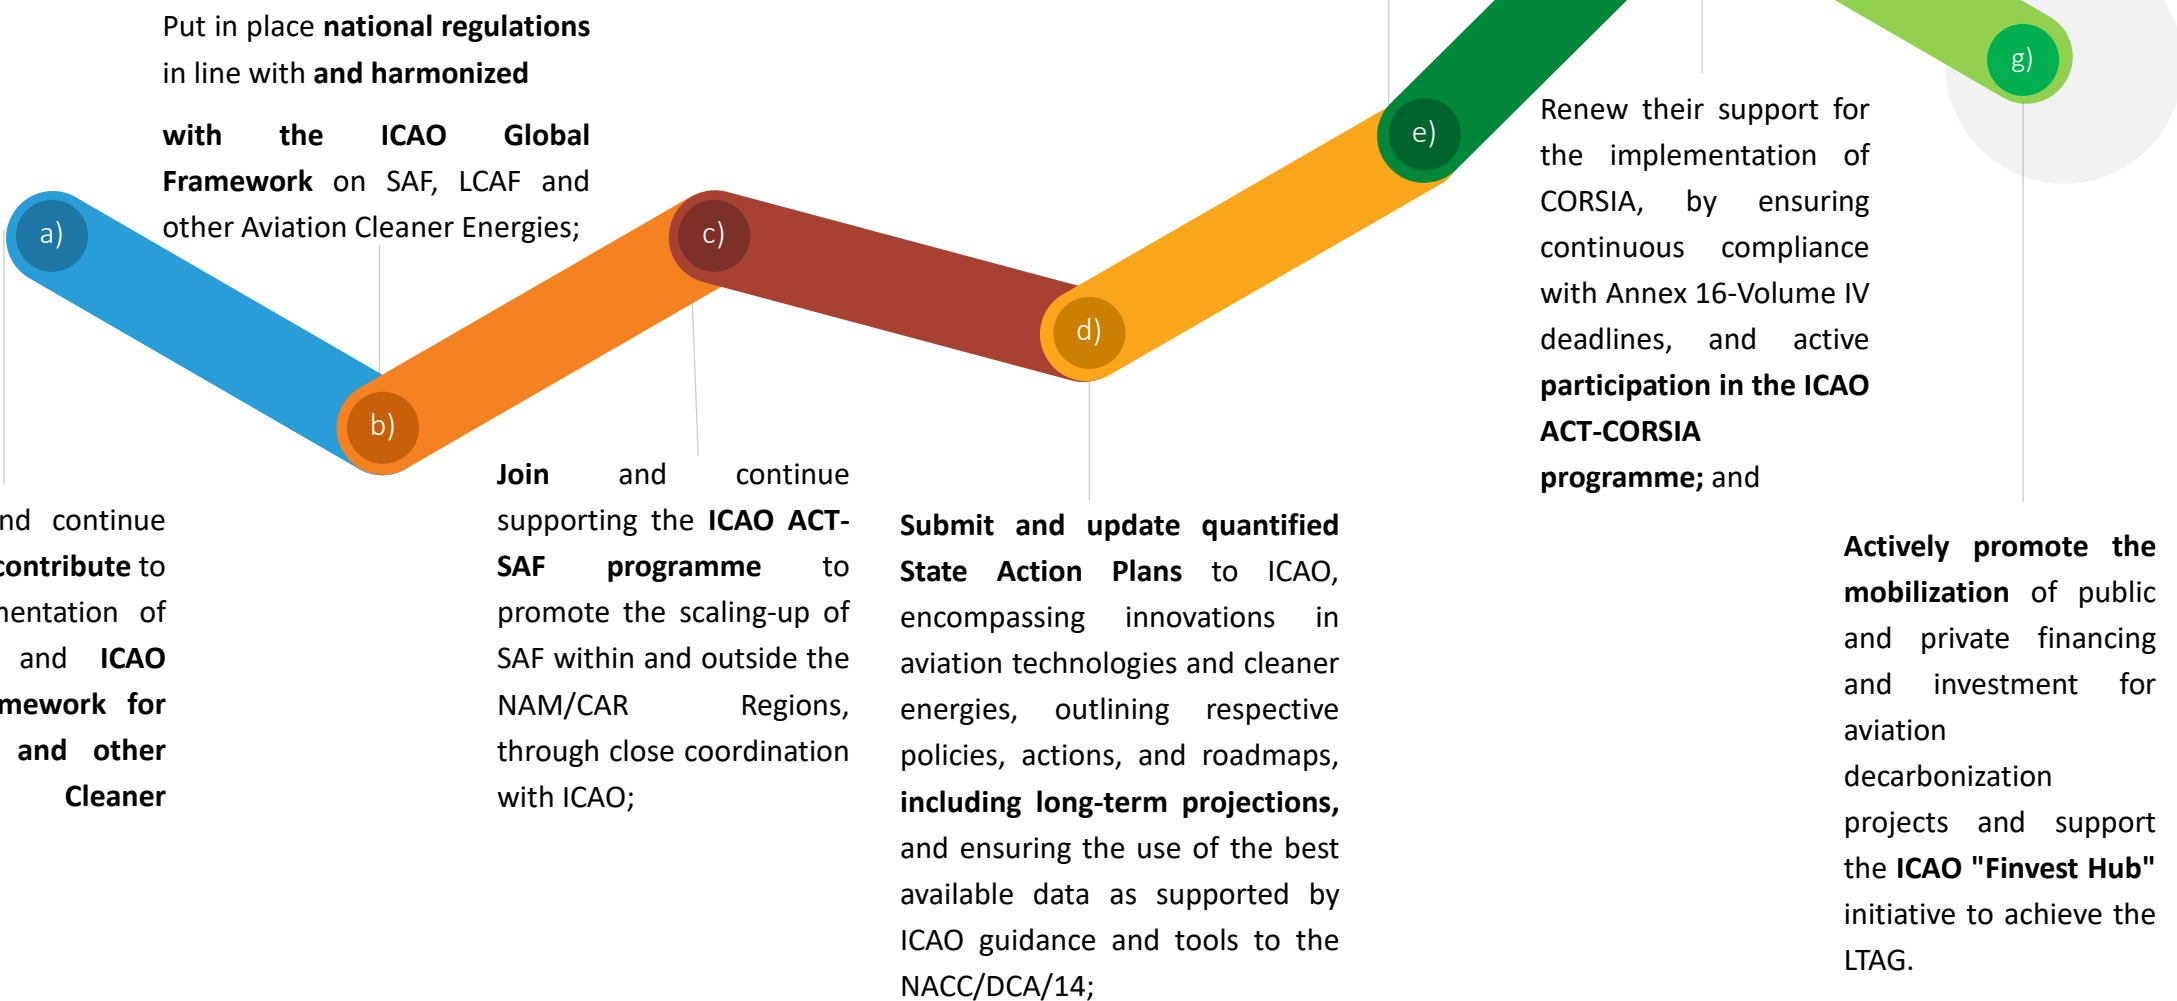 Put in place national regulations
in line with and harmonized
with the ICAO Global
Framework on SAF, LCAF and
other Aviation Cleaner Energies;
a)
b)
c)
d)
e)
g)
continue
contribute to
of
and ICAO
for
and other
Cleaner
Join and continue
supporting the ICAO ACT-
SAF programme to
promote the scaling-up of
SAF within and outside the
NAM/CAR Regions,
through close coordination
with ICAO;
Submit and update quantified
State Action Plans to ICAO,
encompassing innovations in
aviation technologies and cleaner
energies, outlining respective
policies, actions, and roadmaps,
including long-term projections,
and ensuring the use of the best
available data as supported by
ICAO guidance and tools to the
NACC/DCA/14;
Renew their support for
the implementation of
CORSIA, by ensuring
continuous compliance
with Annex 16-Volume IV
deadlines, and active
participation in the ICAO
ACT-CORSIA
programme; and
Actively promote the
mobilization of public
and private financing
and investment for
aviation
decarbonization
projects and support
the ICAO "Finvest Hub"
initiative to achieve the
LTAG.